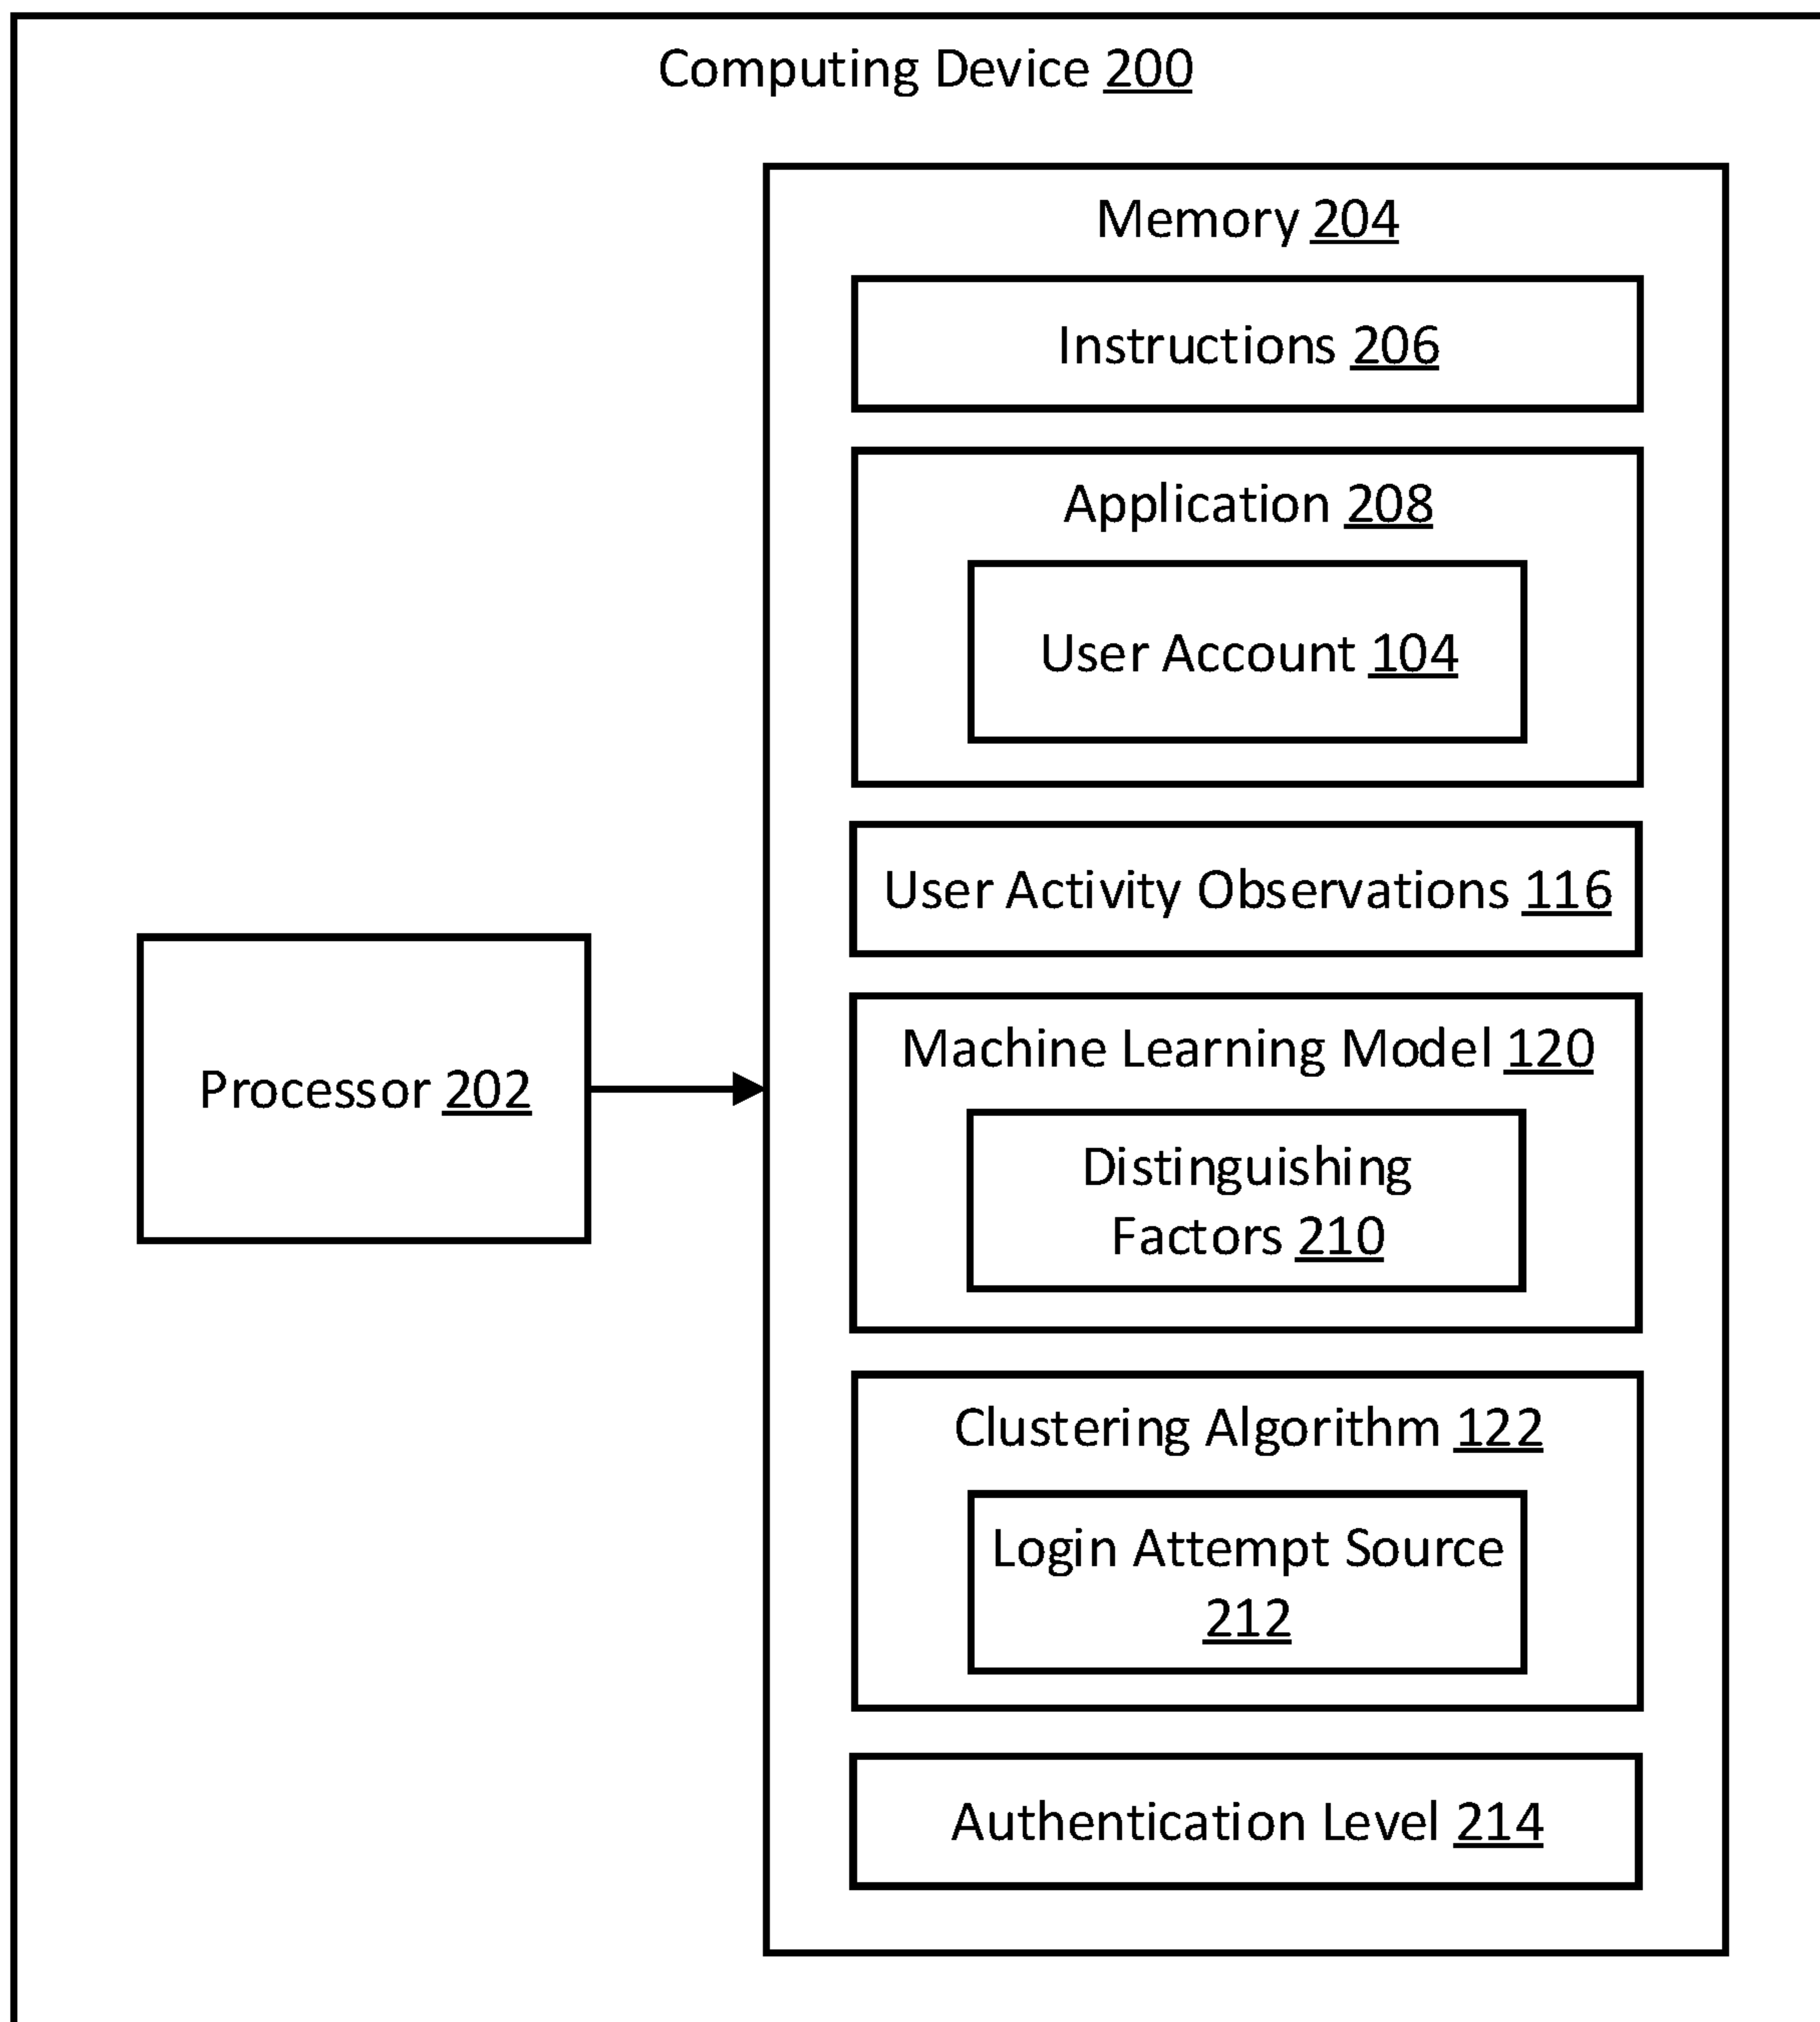 Computing Device 200
Memory 204
Instructions 206
Application 208
User Account 104
User Activity Observations 116
Processor 202
Machine Learning Model 120
Distinguishing
Factors 210
Clustering Algorithm 122
Login Attempt Source
212
Authentication Level 214